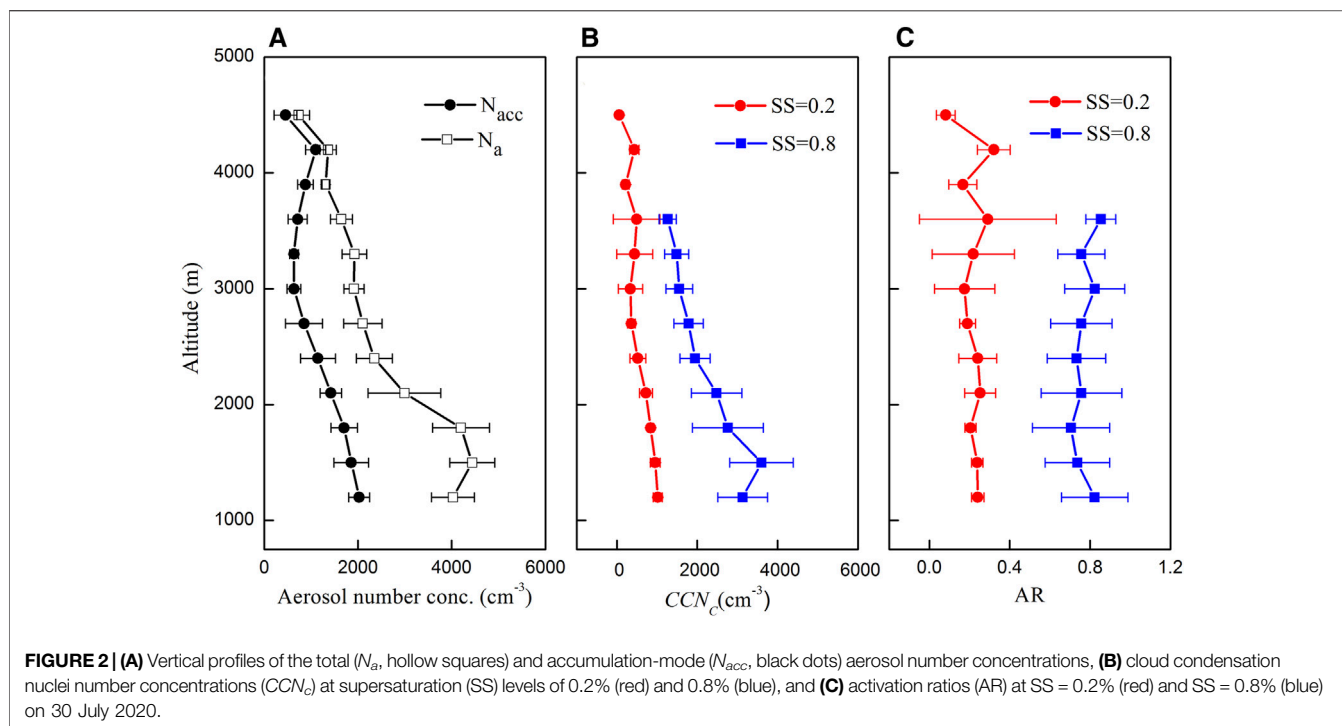 A
B
C
5000
4000
3000
2000
1000
Altitude (m)
N_acc
N_a
SS=0.2
SS=0.8
SS=0.2
SS=0.8
0 2000 4000 6000
0 2000 4000 6000
0.0 0.4 0.8 1.2
Aerosol number conc. (cm⁻³)
CCN_C(cm⁻³)
AR
FIGURE 2 | (A) Vertical profiles of the total (N_a, hollow squares) and accumulation-mode (N_acc, black dots) aerosol number concentrations, (B) cloud condensation
nuclei number concentrations (CCN_c) at supersaturation (SS) levels of 0.2% (red) and 0.8% (blue), and (C) activation ratios (AR) at SS = 0.2% (red) and SS = 0.8% (blue)
on 30 July 2020.